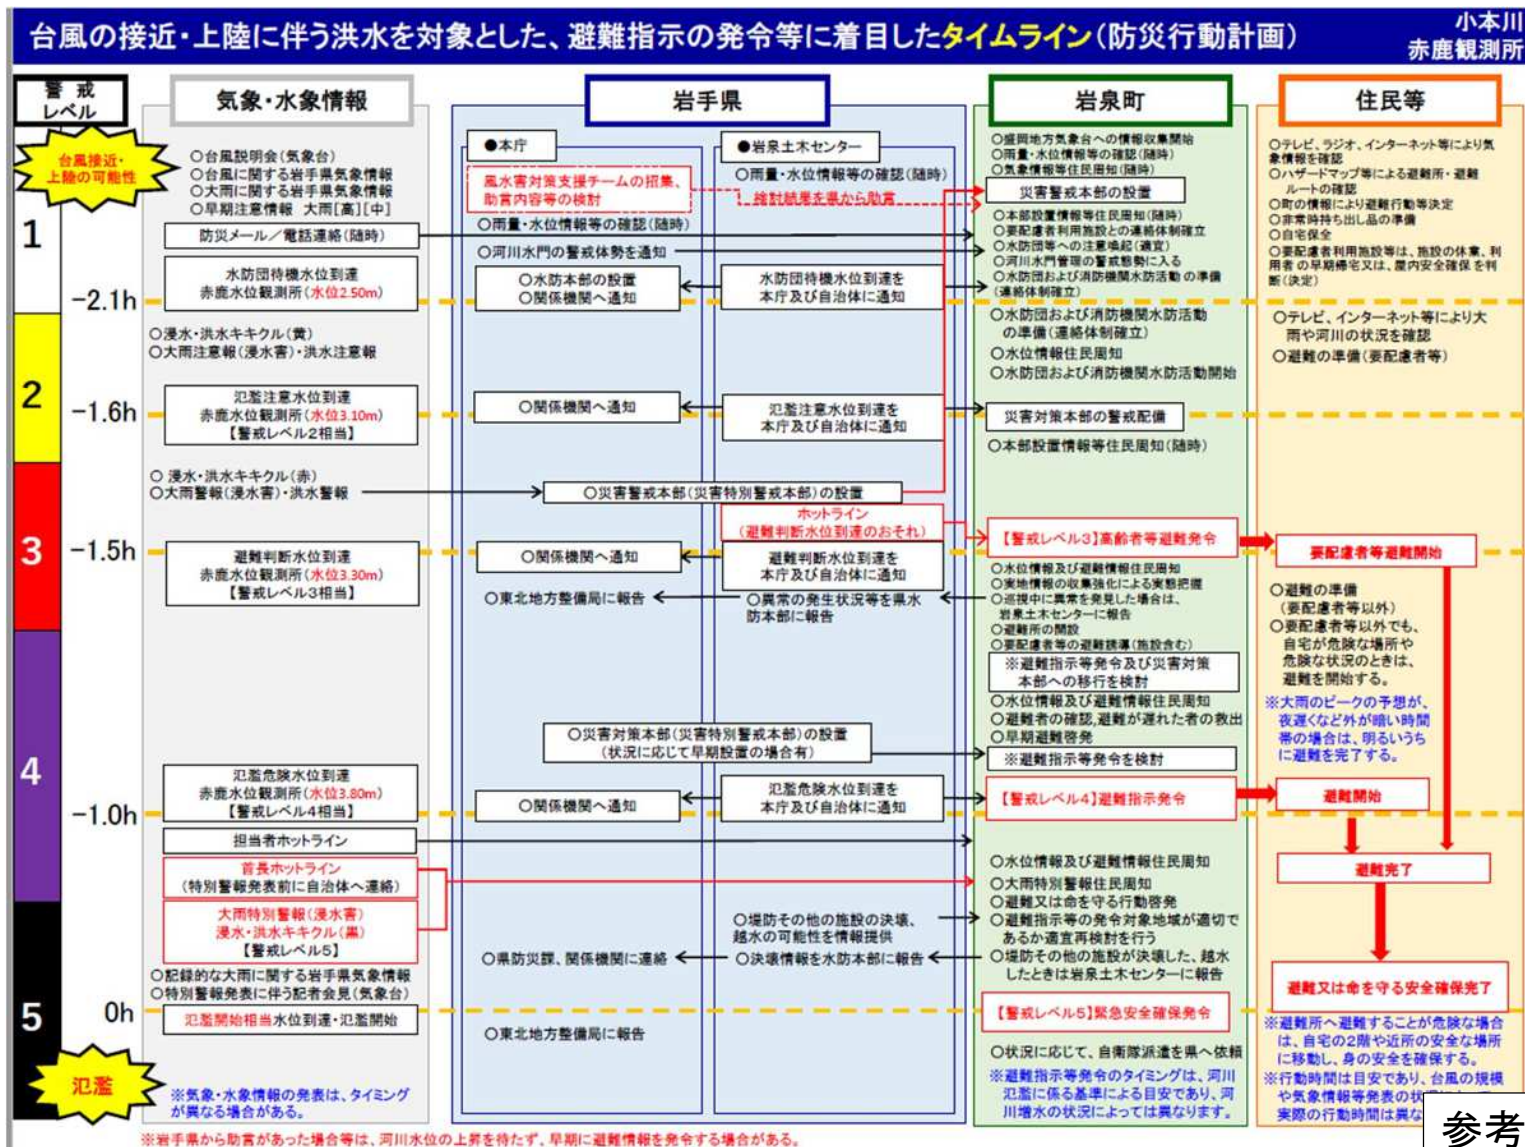 台風の接近・上陸に伴う洪水を対象とした、避難指示の発令等に着目したタイムライン(防災行動計画)
小本川
赤鹿観測所
警戒
レベル
台風接近・
上陸の可能性
1
-2.1h
2
-1.6h
3
-1.5h
4
-1.0h
5
0h
氾濫
気象・水象情報
○台風説明会(気象台)
○台風に関する岩手県気象情報
○大雨に関する岩手県気象情報
○早期注意情報 大雨[高][中]
防災メール/電話連絡(随時)
水防団待機水位到達
赤鹿水位観測所(水位2.50m)
○浸水・洪水キキクル(黄)
○大雨注意報(浸水害)・洪水注意報
氾濫注意水位到達
赤鹿水位観測所(水位3.10m)
【警戒レベル2相当】
○ 浸水・洪水キキクル(赤)
○大雨警報(浸水害)・洪水警報
避難判断水位到達
赤鹿水位観測所(水位3.30m)
【警戒レベル3相当】
氾濫危険水位到達
赤鹿水位観測所(水位3.80m)
【警戒レベル4相当】
担当者ホットライン
首長ホットライン
(特別警報発表前に自治体へ連絡)
大雨特別警報(浸水害)
浸水・洪水キキクル(黒)
【警戒レベル5】
○記録的な大雨に関する岩手県気象情報
○特別警報発表に伴う記者会見(気象台)
氾濫開始相当水位到達・氾濫開始
※気象・水象情報の発表は、タイミング
が異なる場合がある。
岩手県
●本庁
風水害対策支援チームの招集、
助言内容等の検討
○雨量・水位情報等の確認(随時)
○河川水門の警戒体勢を通知
○水防本部の設置
○関係機関へ通知
○関係機関へ通知
○災害警戒本部(災害特別警戒本部)の設置
○関係機関へ通知
○東北地方整備局に報告
○災害対策本部(災害特別警戒本部)の設置
(状況に応じて早期設置の場合有)
○関係機関へ通知
○県防災課、関係機関に連絡
○東北地方整備局に報告
●岩泉土木センター
○雨量・水位情報等の確認(随時)
検討結果を県から助言
水防団待機水位到達を
本庁及び自治体に通知
氾濫注意水位到達を
本庁及び自治体に通知
ホットライン
(避難判断水位到達のおそれ)
避難判断水位到達を
本庁及び自治体に通知
○異常の発生状況等を県水
防本部に報告
氾濫危険水位到達を
本庁及び自治体に通知
○堤防その他の施設の決壊、
越水の可能性を情報提供
○決壊情報を水防本部に報告
岩泉町
○盛岡地方気象台への情報収集開始
○雨量・水位情報等の確認(随時)
○気象情報等住民周知(随時)
災害警戒本部の設置
○本部設置情報等住民周知(随時)
○要配慮者利用施設との連絡体制確立
○水防団等への注意喚起(適宜)
○河川水門管理の警戒態勢に入る
○水防団および消防機関水防活動の準備
(連絡体制確立)
○水防団および消防機関水防活動
の準備(連絡体制確立)
○水位情報住民周知
○水防団および消防機関水防活動開始
災害対策本部の警戒配備
○本部設置情報等住民周知(随時)
【警戒レベル3】高齢者等避難発令
○水位情報及び避難情報住民周知
○実地情報の収集強化による実態把握
○巡視中に異常を発見した場合は、
岩泉土木センターに報告
○避難所の開設
○要配慮者等の避難誘導(施設含む)
※避難指示等発令及び災害対策
本部への移行を検討
○水位情報及び避難情報住民周知
○避難者の確認,避難が遅れた者の救出
○早期避難啓発
※避難指示等発令を検討
【警戒レベル4】避難指示発令
○水位情報及び避難情報住民周知
○大雨特別警報住民周知
○避難又は命を守る行動啓発
○避難指示等の発令対象地域が適切で
あるか適宜再検討を行う
○堤防その他の施設が決壊した、越水
したときは岩泉土木センターに報告
【警戒レベル5】緊急安全確保発令
○状況に応じて、自衛隊派遣を県へ依頼
※避難指示等発令のタイミングは、河川
氾濫に係る基準による目安であり、河
川増水の状況によっては異なります。
住民等
○テレビ、ラジオ、インターネット等により気
象情報を確認
○ハザードマップ等による避難所・避難
ルートの確認
○町の情報により避難行動等決定
○非常時持ち出し品の準備
○自宅保全
○要配慮者利用施設等は、施設の休業、利
用者の早期帰宅又は、屋内安全確保を判
断(決定)
○テレビ、インターネット等により大
雨や河川の状況を確認
○避難の準備(要配慮者等)
要配慮者等避難開始
○避難の準備
(要配慮者等以外)
○要配慮者等以外でも、
自宅が危険な場所や
危険な状況のときは、
避難を開始する。
※大雨のピークの予想が、
夜遅くなど外が暗い時間
帯の場合は、明るいうち
に避難を完了する。
避難開始
避難完了
避難又は命を守る安全確保完了
※避難所へ避難することが危険な場合
は、自宅の2階や近所の安全な場所
に移動し、身の安全を確保する。
※行動時間は目安であり、台風の規模
や気象情報等発表の状
実際の行動時間は異な
参考
※岩手県から助言があった場合等は、河川水位の上昇を待たず、早期に避難情報を発令する場合がある。